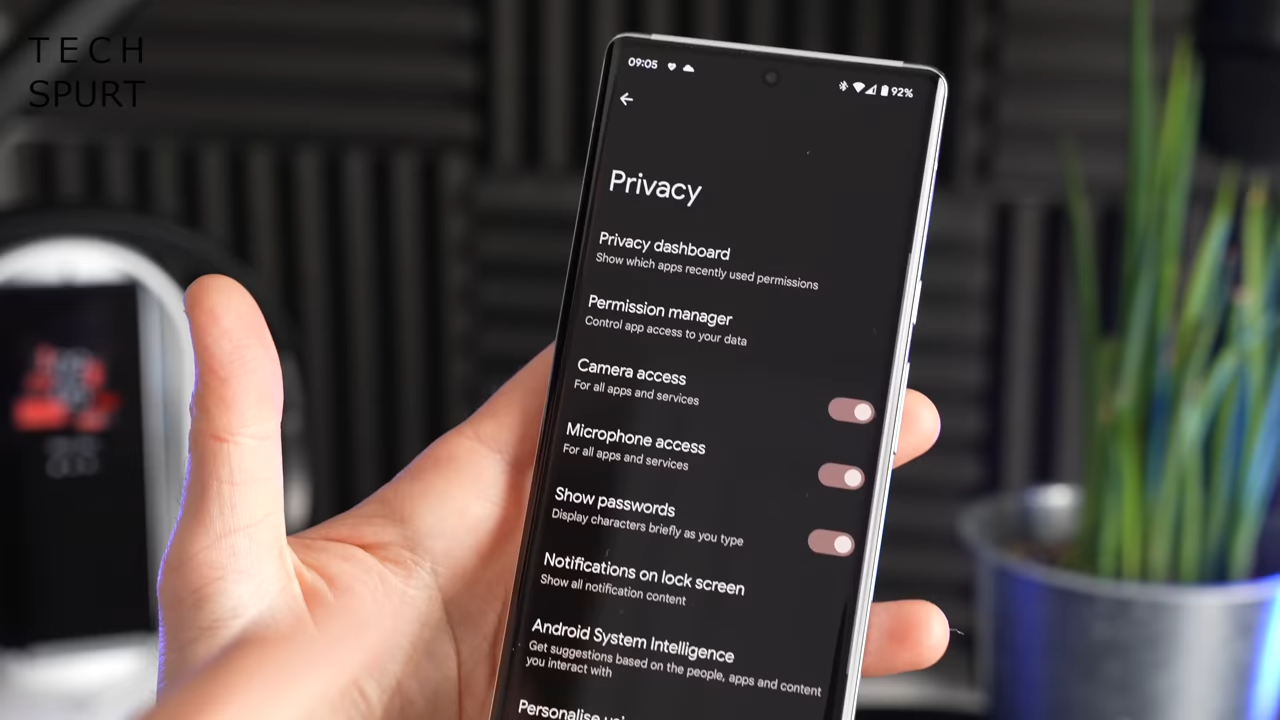 TECH
SPURT
09:05
92%
Privacy
Privacy dashboard
Show which apps recently used permissions
Permission manager
Control app access to your data
Camera access
For all apps and services
Microphone access
For all apps and services
Show passwords
Display characters briefly as you type
Notifications on lock screen
Show all notification content
Android System Intelligence
Get suggestions based on the people, apps and content
you interact with
Personalise